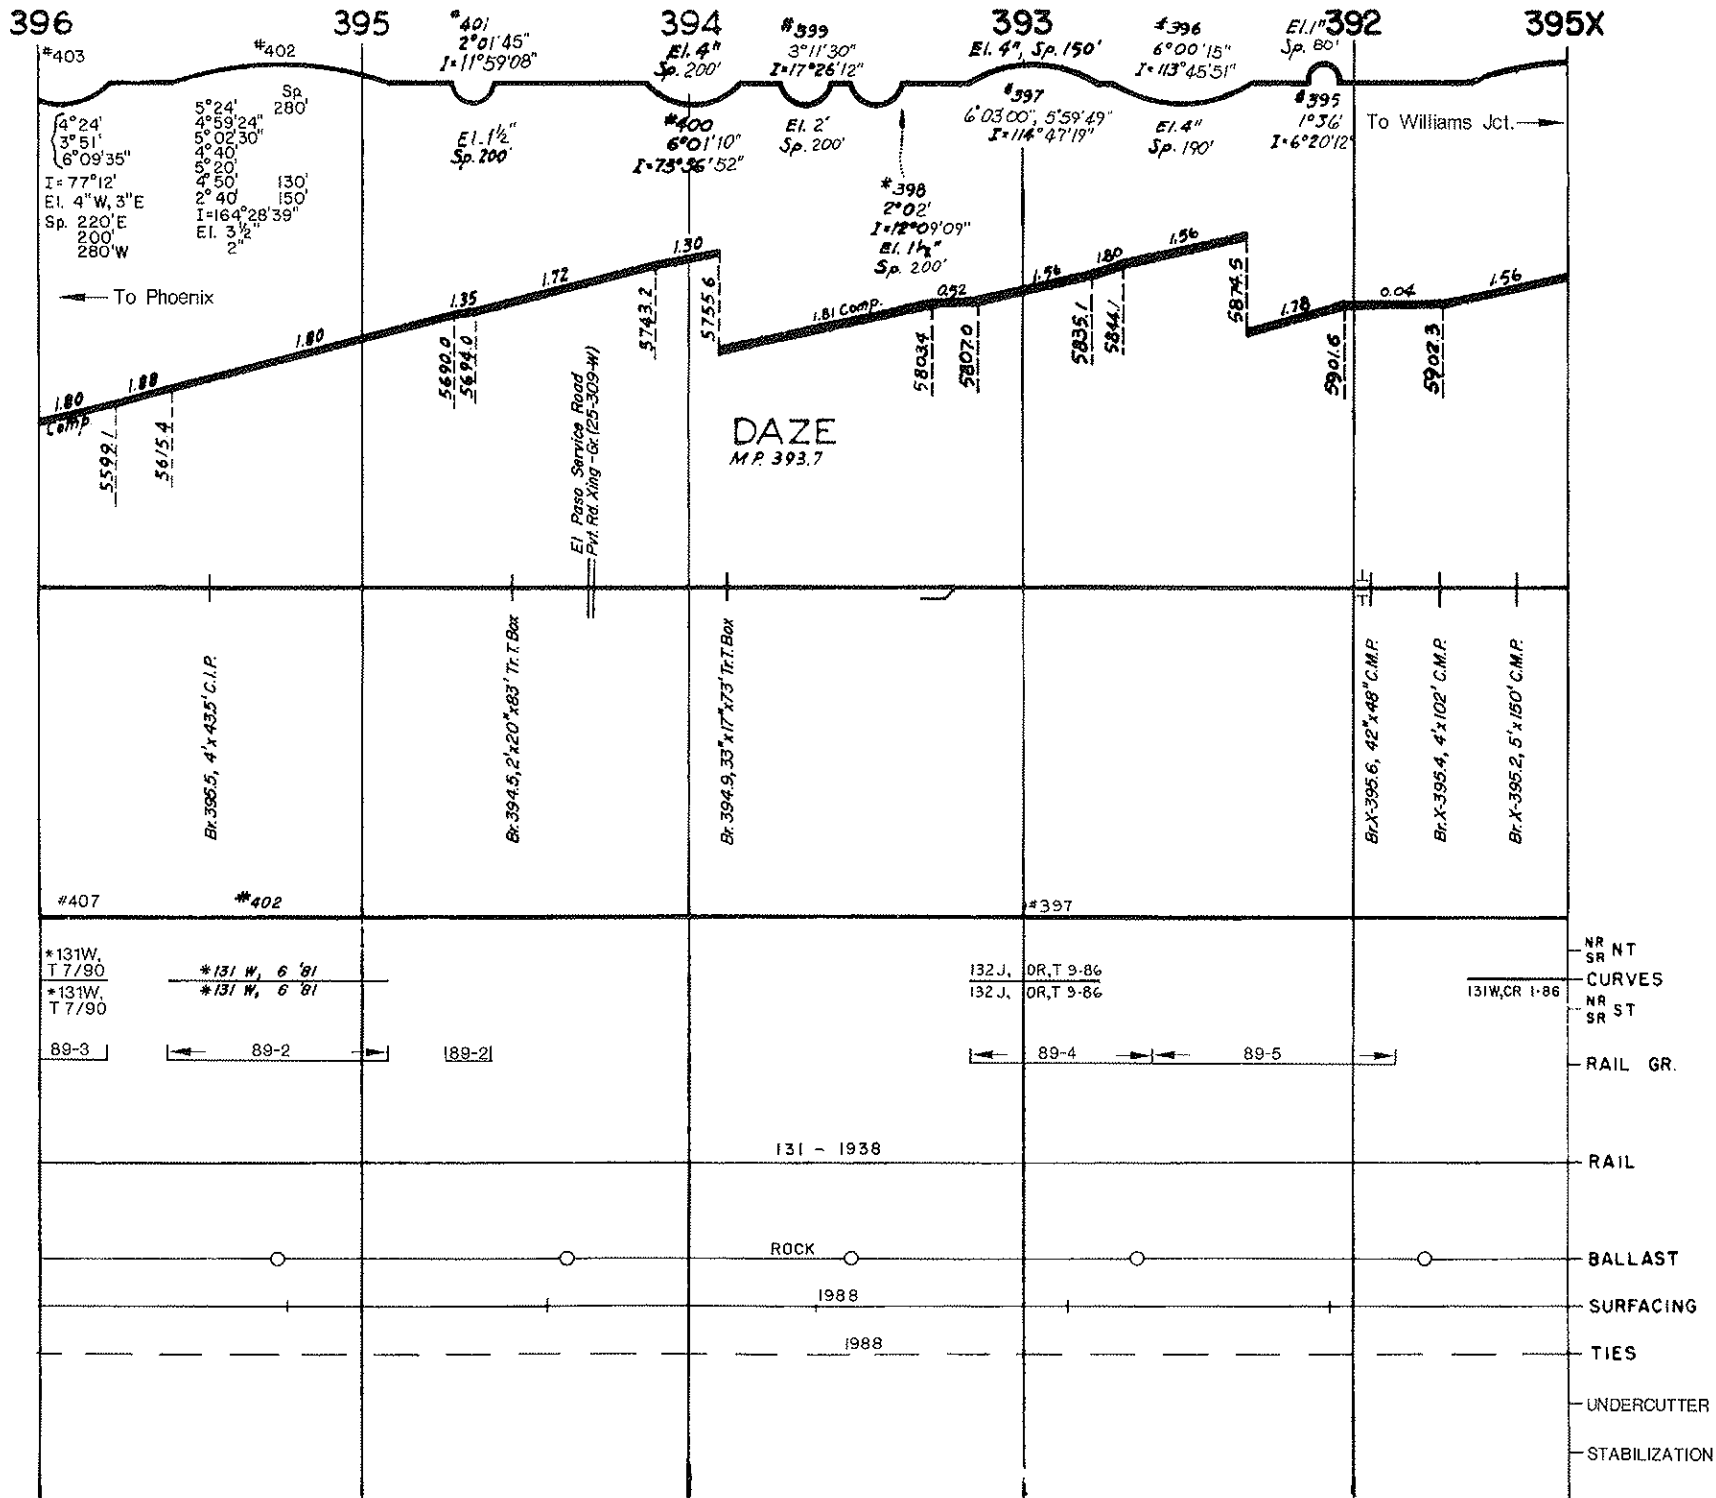 396 395 394 393 392 395X
#403
#402
#401
2°01'45"
I=11°59'08"
El. 4"
Sp. 200'
#399
3°11'30"
I=17°26'12"
El. 4", Sp. 150'
#396
6°00'15"
I=113°45'51"
El. 1"
Sp. 80'
4°24'
3°51'
6°09'35"
I=77°12'
El. 4"W, 3"E
Sp. 220'E
200'
280'W
Sp.
5°24' 280'
4°59'24"
5°02'30"
4°40'
5°20'
4°50' 130'
2°40' 150'
I=164°28'39"
El. 3½"
2"
El. 1½"
Sp. 200'
#400
6°01'10"
I=73°36'52"
El. 2'
Sp. 200'
#398
2°02'
I=12°09'09"
El. 1½"
Sp. 200'
#397
6°03'00", 5°59'49"
I=114°47'19"
El. 4"
Sp. 190'
#395
1°36'
I=6°20'12"
To Williams Jct.
To Phoenix
1.80
Comp.
1.88
1.80
1.35
1.72
1.30
1.81 Comp.
0.52
1.56
1.80
1.56
1.78
0.04
1.56
5599.1
5615.4
5690.0
5694.0
5743.2
5755.6
5803.4
5807.0
5835.1
5844.1
5874.5
5901.6
5902.3
El Paso Service Road
Pvt. Rd. Xing-Gr. (25-309-W)
DAZE
M.P. 393.7
Br. 395.5, 4'x435' C.I.P.
Br. 394.5, 2'x20"x83' Tr. T. Box
Br. 394.9, 33"x17"x73' Tr. T. Box
Br. X-395.6, 42"x48" C.M.P.
Br. X-395.4, 4'x102' C.M.P.
Br. X-395.2, 5'x150' C.M.P.
#407
#402
#397
*131W,
T 7/90
*131W,
T 7/90
*131 W, 6 '81
*131 W, 6 '81
132 J, OR,T 9-86
132 J, OR,T 9-86
131W,CR 1-86
NR
SR NT
CURVES
NR
SR ST
89-3
89-2
89-2
89-4
89-5
RAIL GR.
131 - 1938
RAIL
ROCK
BALLAST
1988
SURFACING
1988
TIES
UNDERCUTTER
STABILIZATION